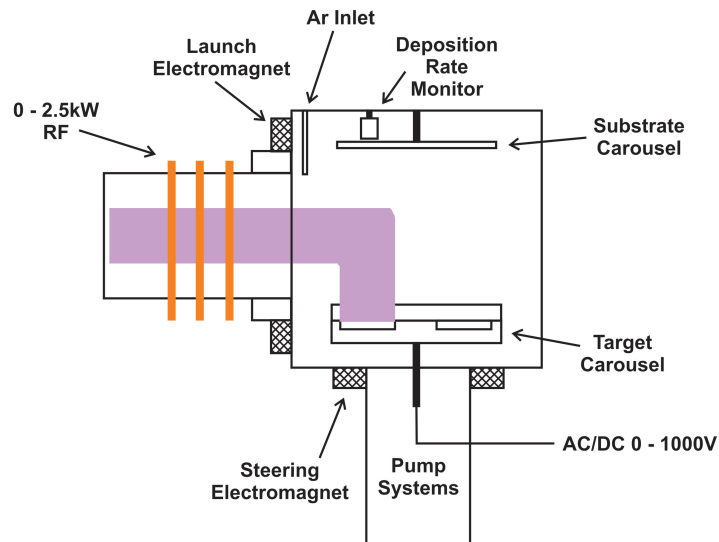 Ar Inlet
Launch
Electromagnet
Deposition
Rate
Monitor
0 - 2.5kW
RF
Substrate
Carousel
Target
Carousel
AC/DC 0 - 1000V
Steering
Electromagnet
Pump
Systems